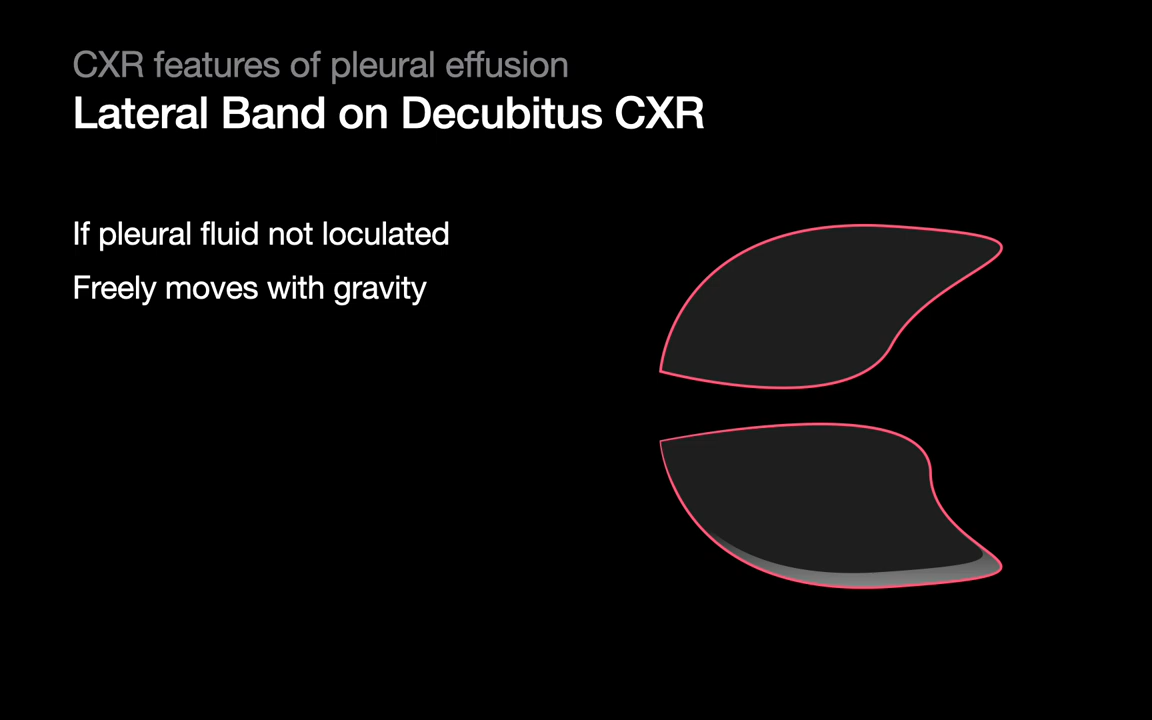 CXR features of pleural effusion
Lateral Band on Decubitus CXR
If pleural fluid not loculated
Freely moves with gravity